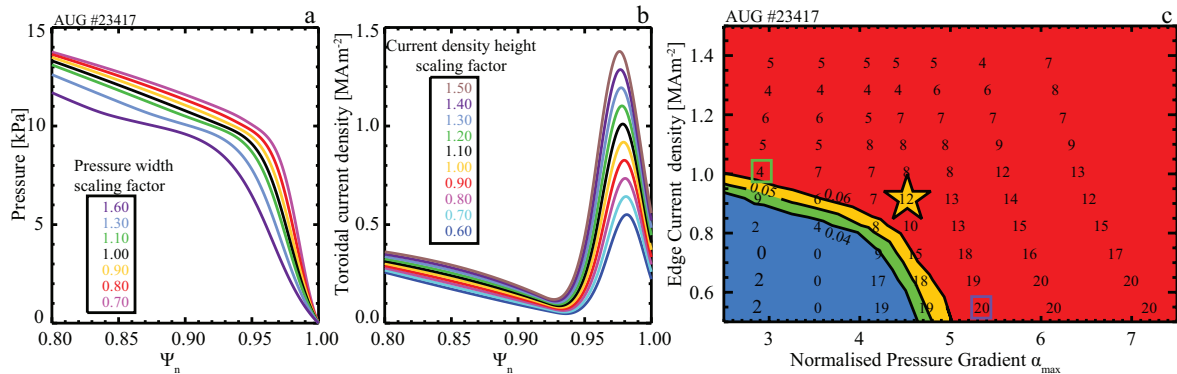 AUG #23417
a
Pressure [kPa]
15
10
5
0
Pressure width
scaling factor
1.60
1.30
1.10
1.00
0.90
0.80
0.70
0.80 0.85 0.90 0.95 1.00
Ψn
b
Toroidal current density [MAm-2]
1.5
1.0
0.5
0
Current density height
scaling factor
1.50
1.40
1.30
1.20
1.10
1.00
0.90
0.80
0.70
0.60
0.80 0.85 0.90 0.95 1.00
Ψn
AUG #23417
c
Edge Current density [MAm-2]
1.4
1.2
1.0
0.8
0.6
5 5 5 5 5 4 7
4 6 4 4 6 6 8
6 6 5 7 7 7 7
5 5 8 8 8 9 9
4 7 7 8 8 12 13
0.05 0.06
9 6 7 12 13 14 12
0.04
2 4 8 10 13 15 15
0 0 9 15 18 16 17
2 0 17 18 19 20 20
2 0 19 19 20 20 20
3 4 5 6 7
Normalised Pressure Gradient αmax